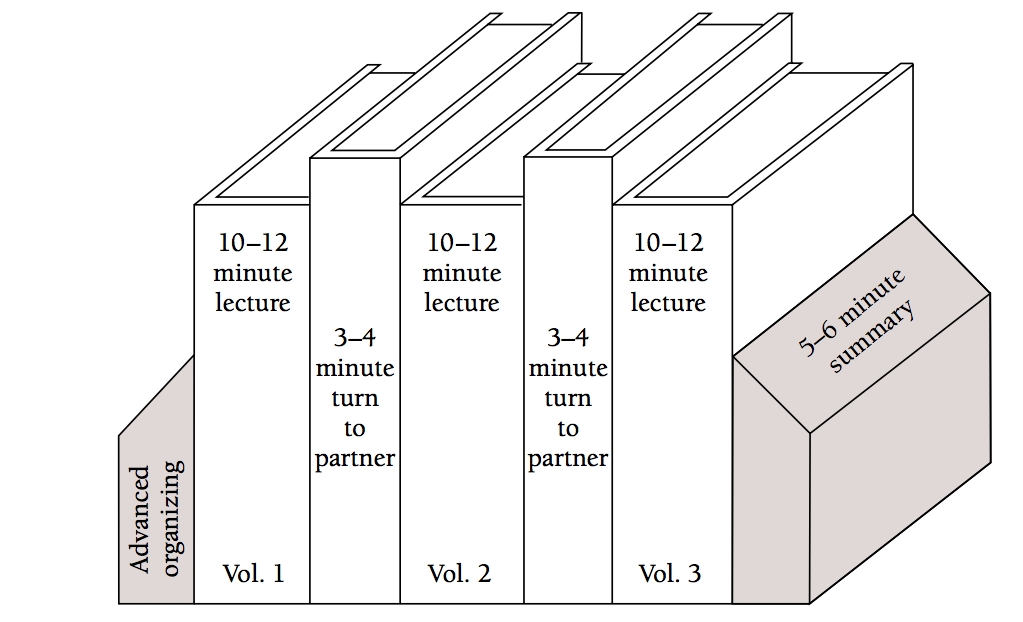 Advanced
organizing
10–12
minute
lecture
Vol. 1
3–4
minute
turn
to
partner
10–12
minute
lecture
Vol. 2
3–4
minute
turn
to
partner
10–12
minute
lecture
Vol. 3
5–6 minute
summary